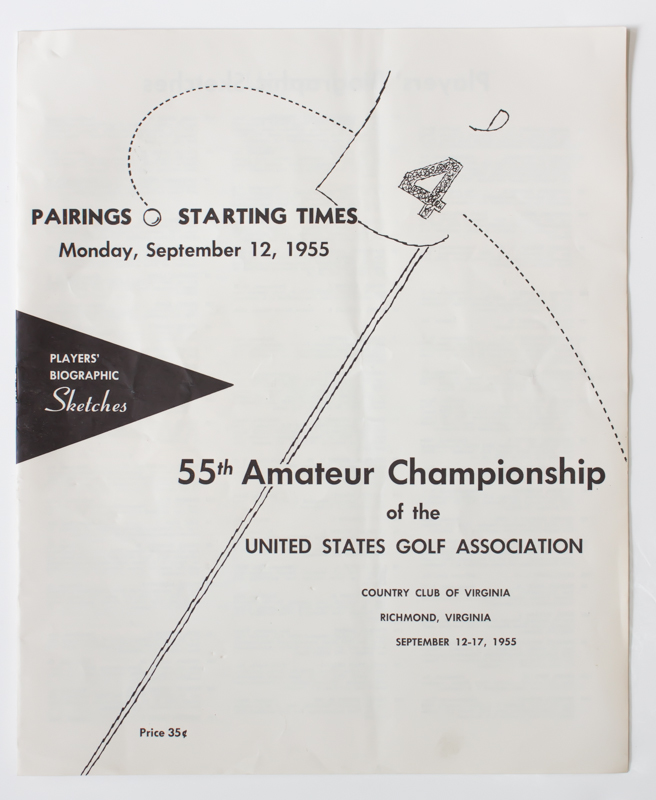 4
PAIRINGS STARTING TIMES
Monday, September 12, 1955
PLAYERS'
BIOGRAPHIC
Sketches
55th Amateur Championship
of the
UNITED STATES GOLF ASSOCIATION
COUNTRY CLUB OF VIRGINIA
RICHMOND, VIRGINIA
SEPTEMBER 12-17, 1955
Price 35¢